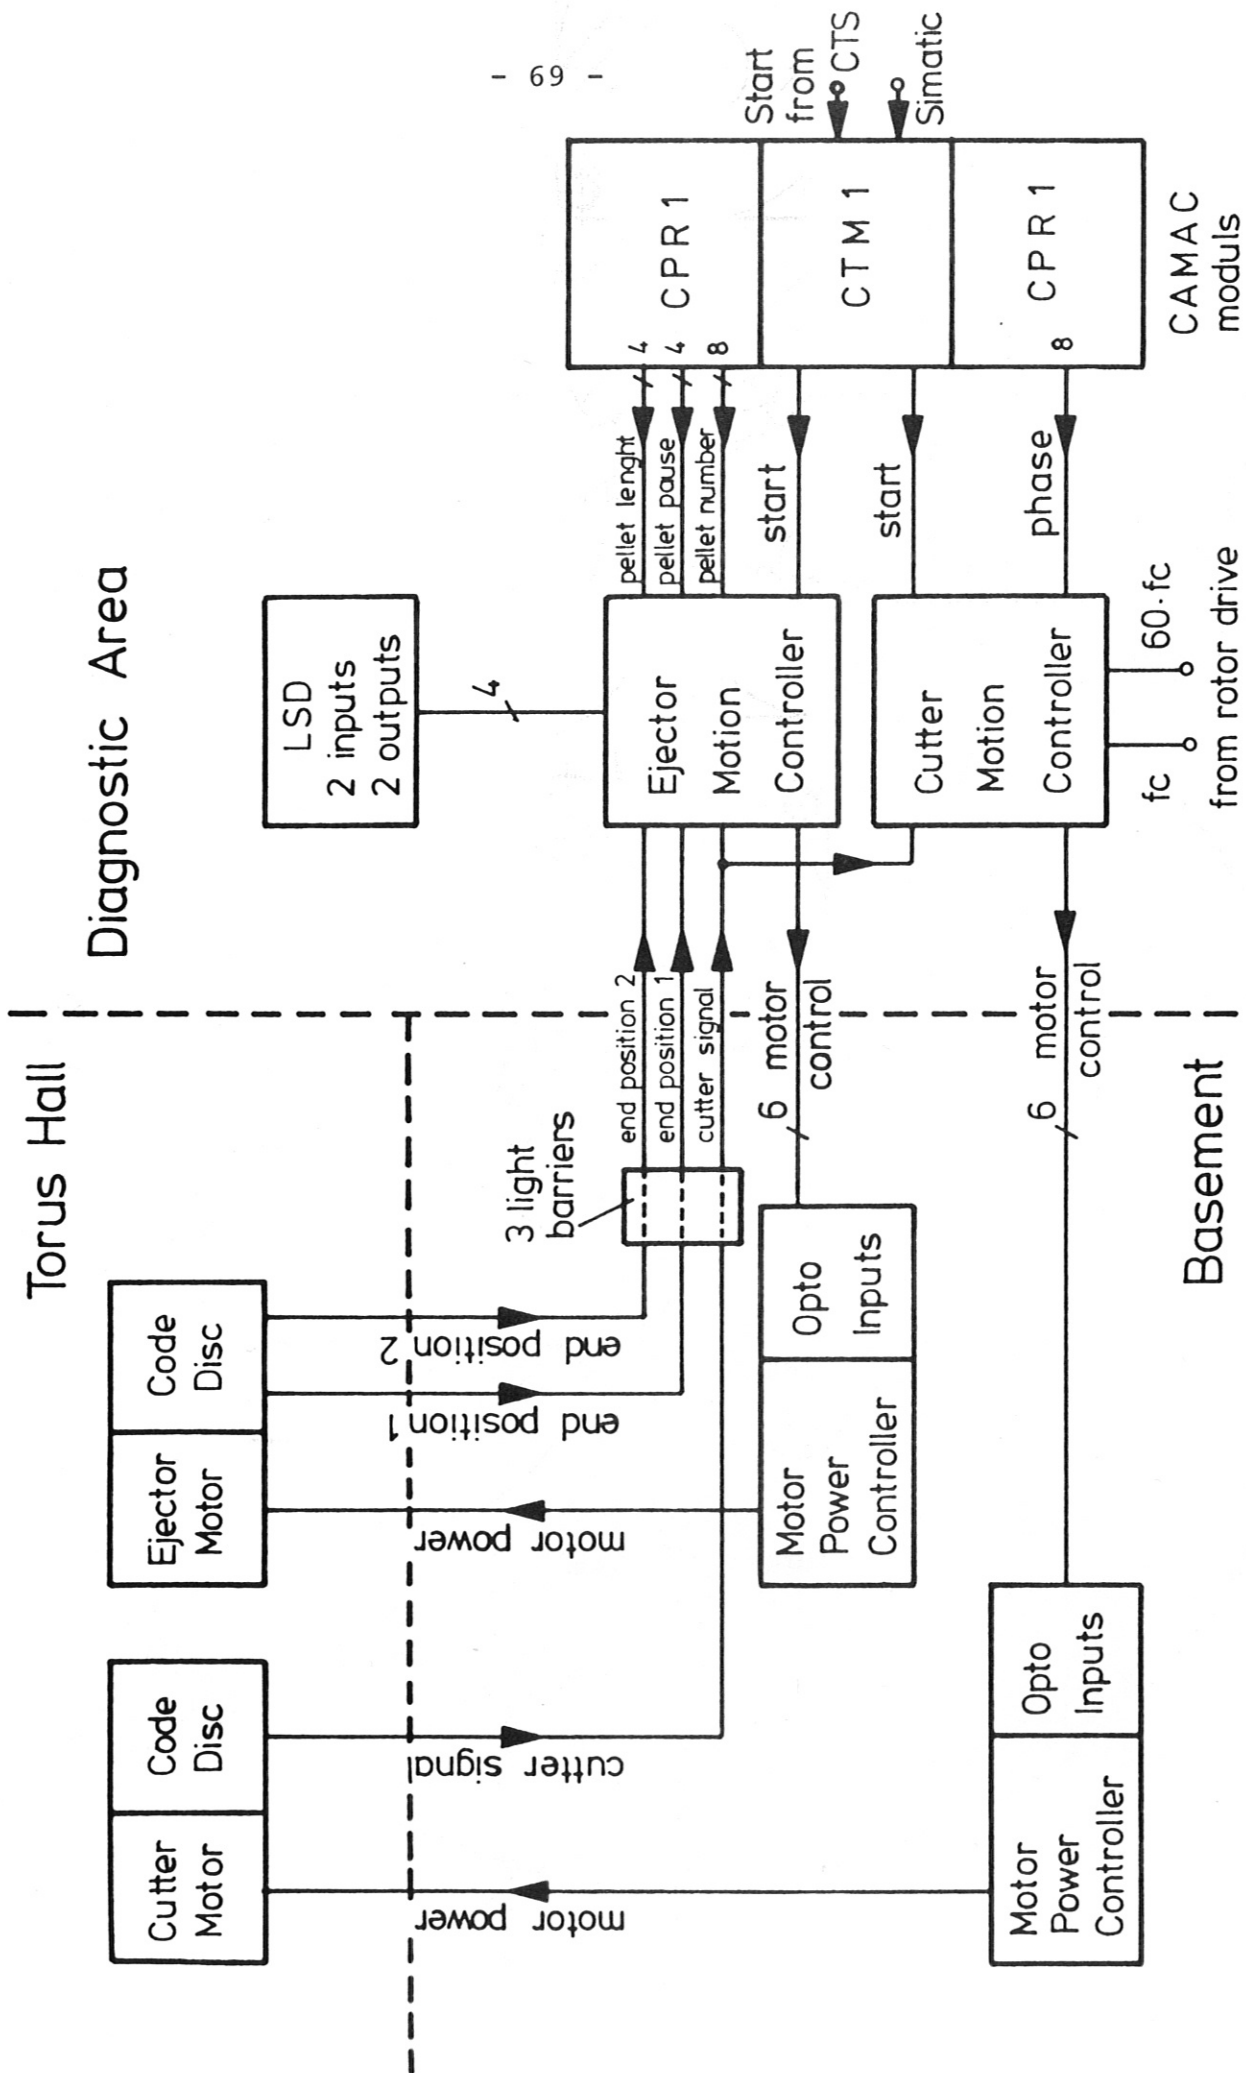 - 69 -
Torus Hall
Diagnostic Area
Basement
Cutter
Motor
Code
Disc
Ejector
Motor
Code
Disc
motor power
cutter signal
motor power
end position 1
end position 2
3 light
barriers
end position 2
end position 1
cutter signal
6 motor
control
6 motor
control
Motor
Power
Controller
Opto
Inputs
Motor
Power
Controller
Opto
Inputs
LSD
2 inputs
2 outputs
4
Ejector
Motion
Controller
Cutter
Motion
Controller
fc 60·fc
from rotor drive
pellet lenght
pellet pause
pellet number
start
start
phase
4
4
8
8
CPR 1
CTM 1
CPR 1
CAMAC
moduls
Start
from
CTS
Simatic